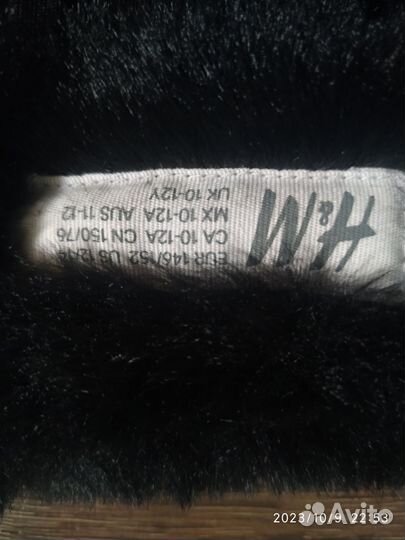 H&M
EUR 146/152 US 12-14
CA 10-12A CN 150/76
MX 10-12A AUS 11-12
UK 10-12Y
2023/10/9 22:53
Avito